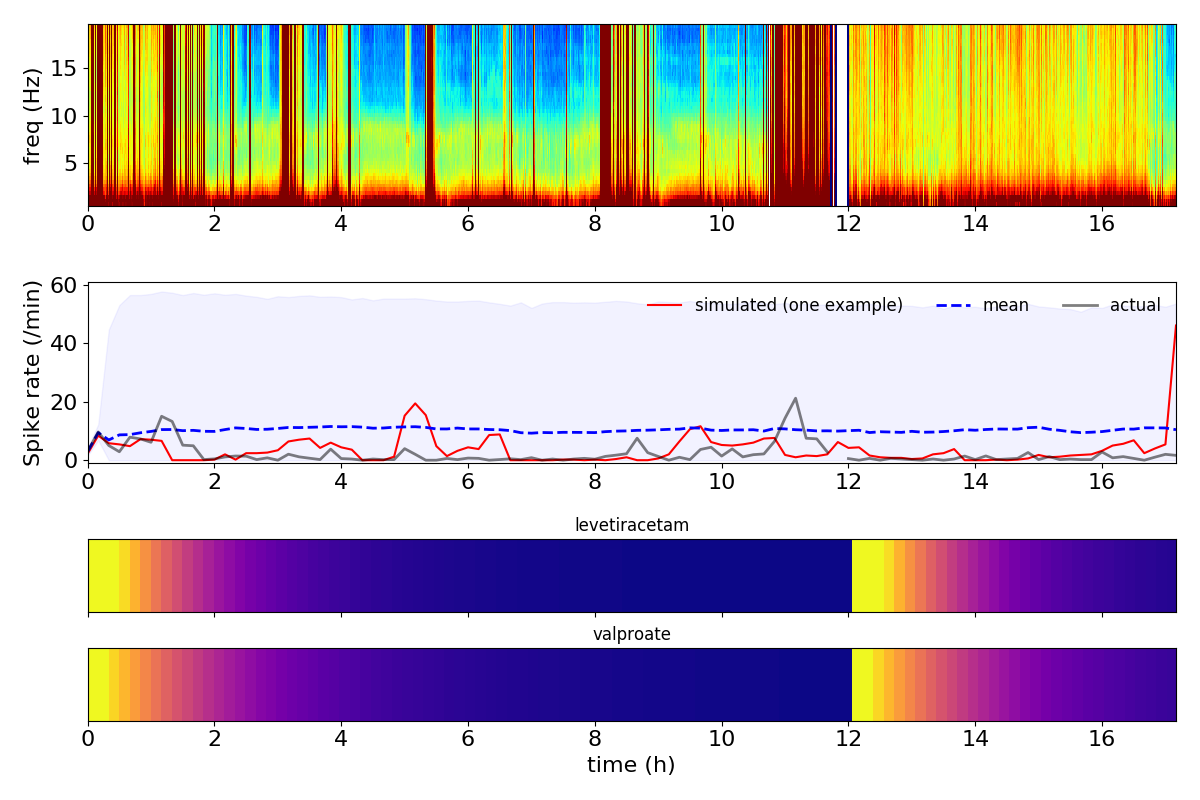 freq (Hz)
15
10
5
0 2 4 6 8 10 12 14 16
Spike rate (/min)
60
40
20
0
simulated (one example) mean actual
0 2 4 6 8 10 12 14 16
levetiracetam
valproate
0 2 4 6 8 10 12 14 16
time (h)